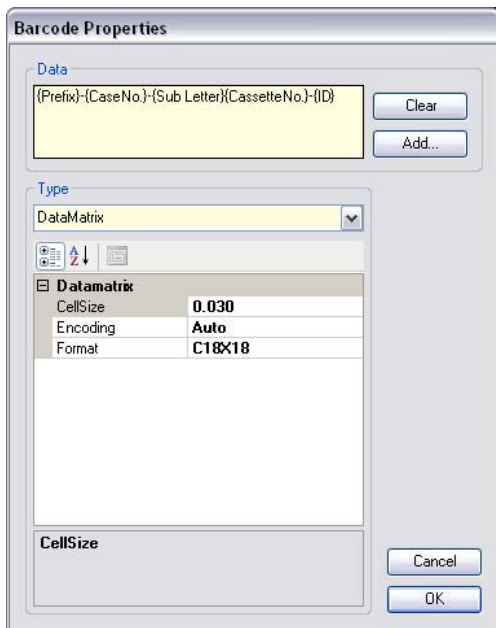 Barcode Properties
Data
{Prefix}-{CaseNo.}-{Sub Letter}{CassetteNo.}-{ID}
Clear
Add...
Type
DataMatrix
Datamatrix
CellSize 0.030
Encoding Auto
Format C18X18
CellSize
Cancel
OK